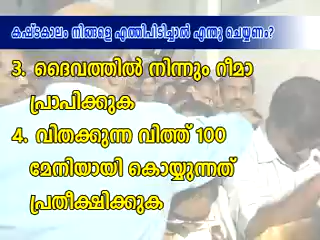 കഷ്ടകാലം നിങ്ങളെ എത്തിപിടിച്ചാൽ എന്തു ചെയ്യണം?
3. ദൈവത്തിൽ നിന്നും റീമാ
പ്രാപിക്കുക
4. വിതക്കുന്ന വിത്ത് 100
മേനിയായി കൊയ്യുന്നത്
പ്രതീക്ഷിക്കുക